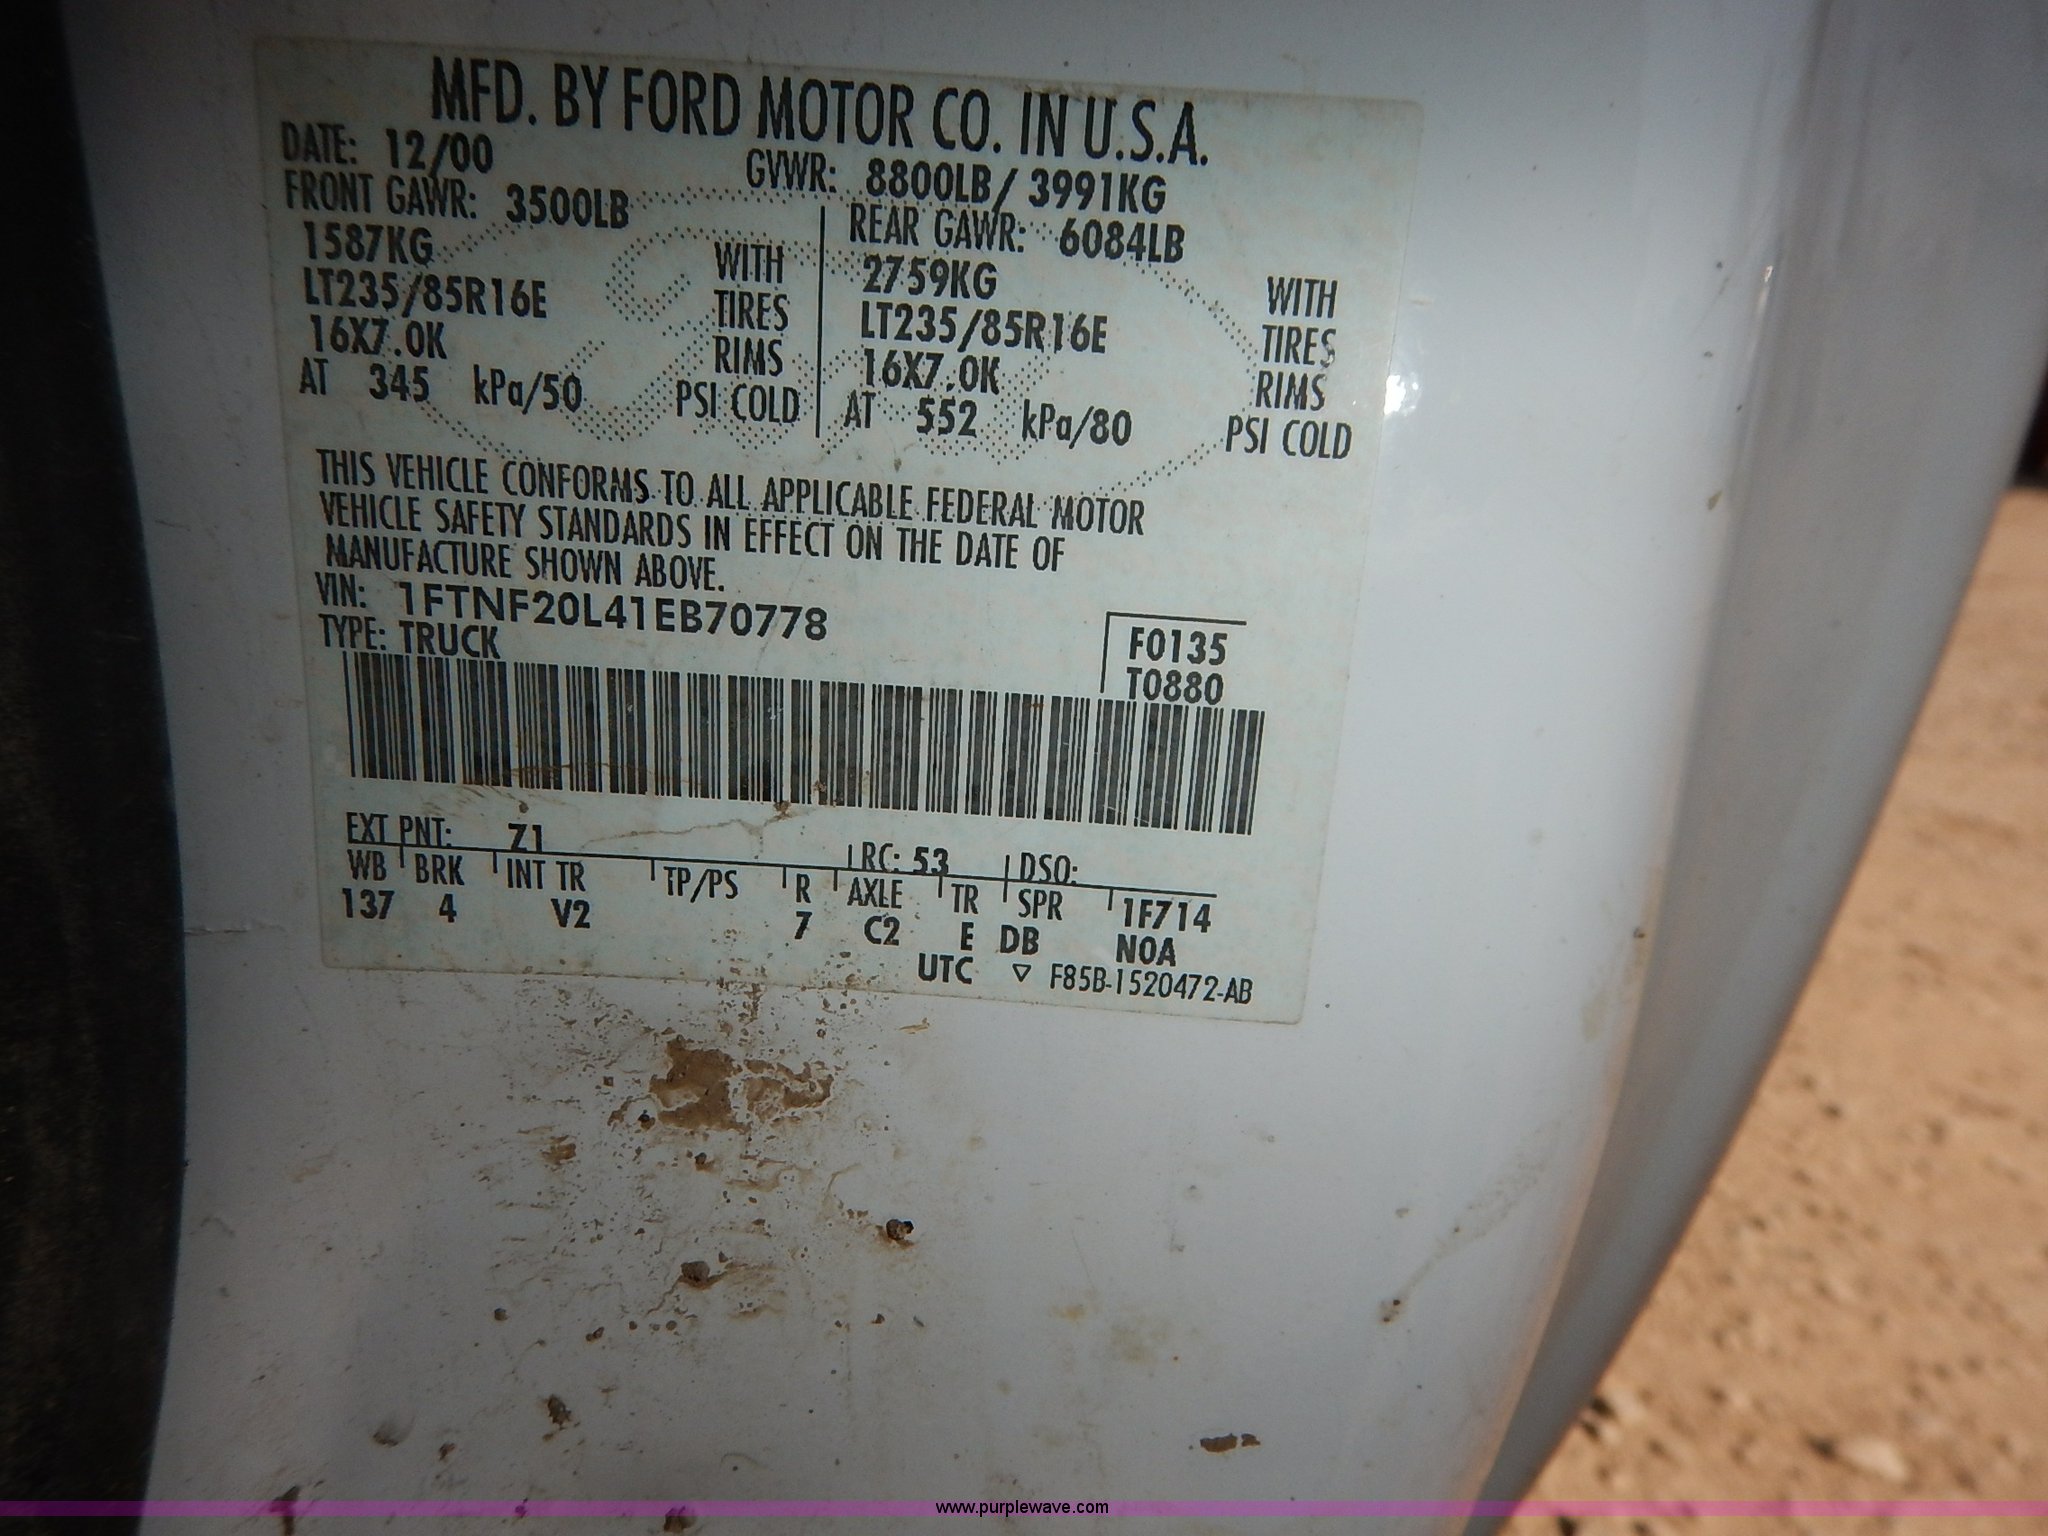 MFD. BY FORD MOTOR CO. IN U.S.A.
DATE: 12/00 GVWR: 8800LB/ 3991KG
FRONT GAWR: 3500LB REAR GAWR: 6084LB
1587KG WITH 2759KG WITH
LT235/85R16E TIRES LT235/85R16E TIRES
16X7.0K RIMS 16X7.0K RIMS
AT 345 kPa/50 PSI COLD AT 552 kPa/80 PSI COLD
THIS VEHICLE CONFORMS TO ALL APPLICABLE FEDERAL MOTOR
VEHICLE SAFETY STANDARDS IN EFFECT ON THE DATE OF
MANUFACTURE SHOWN ABOVE.
VIN: 1FTNF20L41EB70778
TYPE: TRUCK
F0135
T0880
EXT PNT: Z1 RC: 53 DSO:
WB BRK INT TR TP/PS R AXLE TR SPR 1F714
137 4 V2 7 C2 E DB N0A
UTC ▽ F85B-1520472-AB
www.purplewave.com